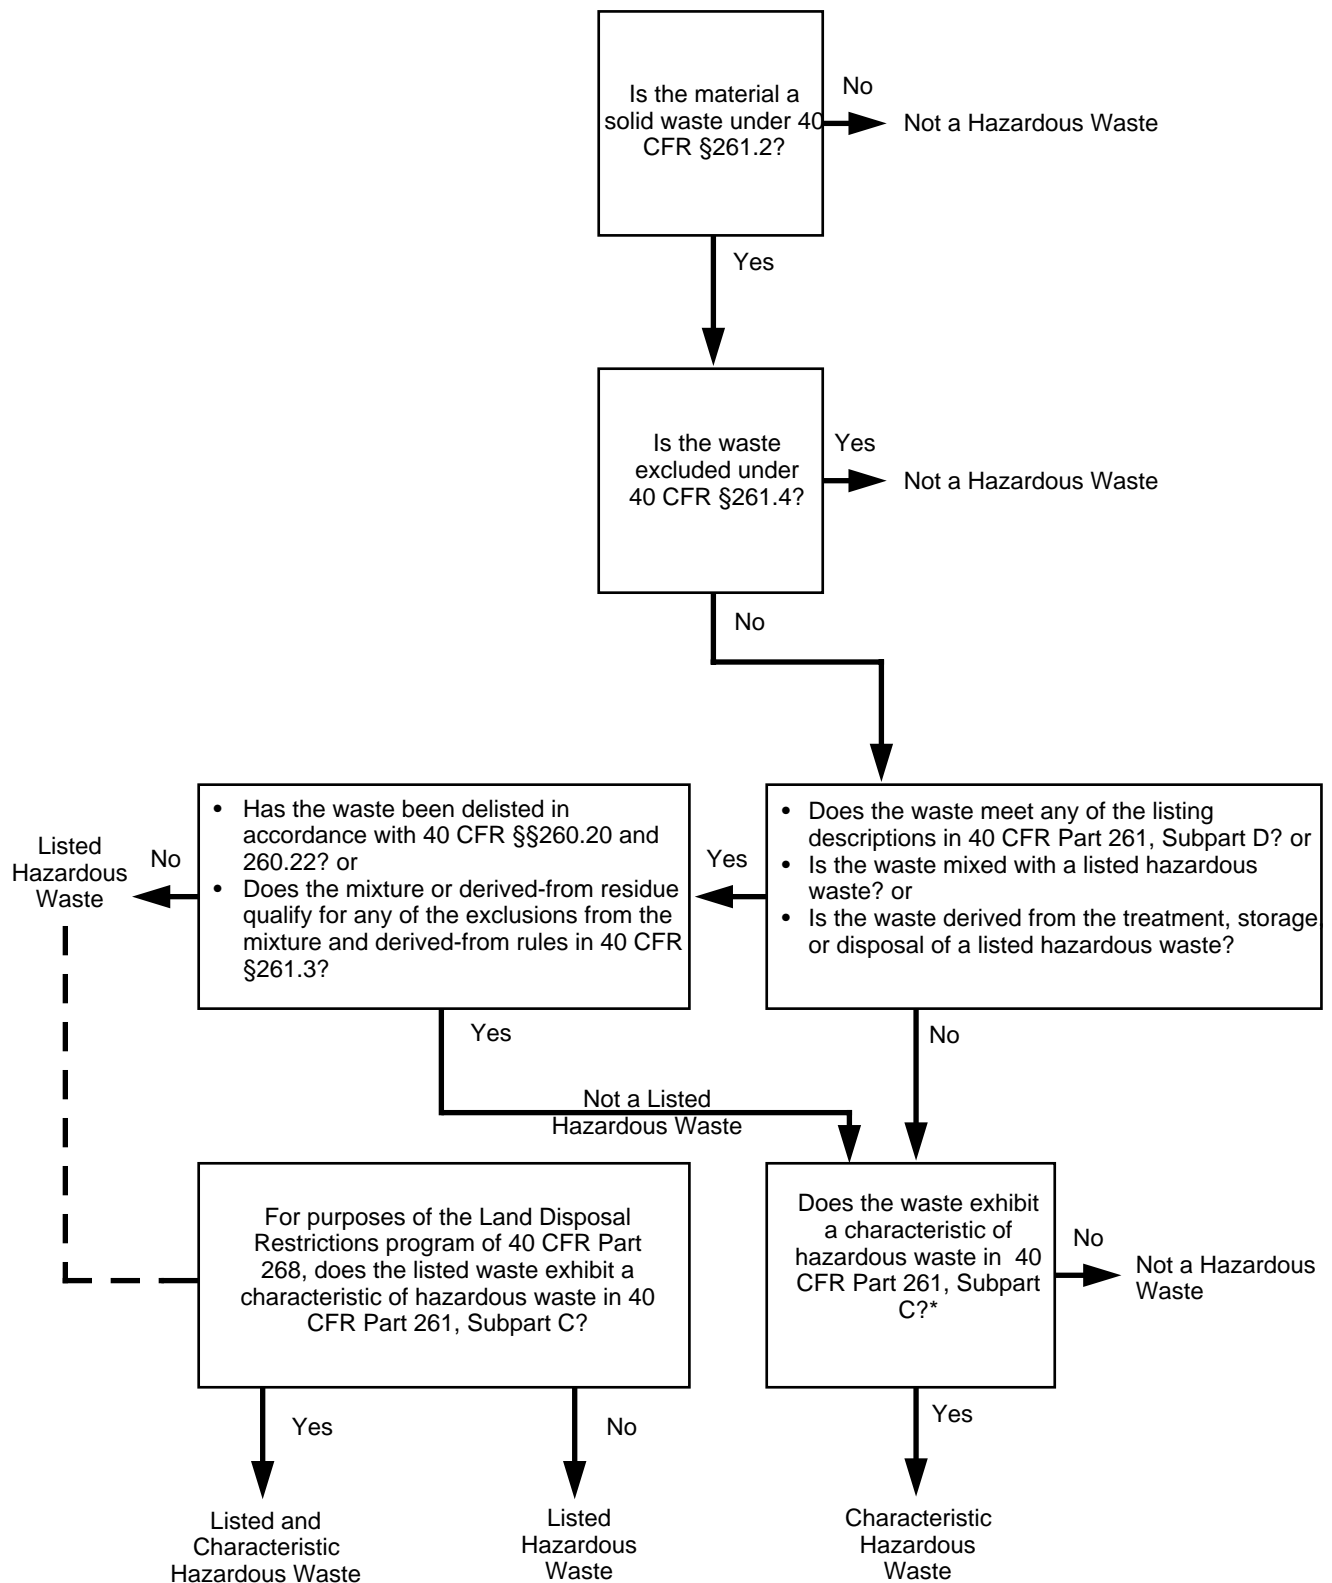 Is the material a
solid waste under 40
CFR §261.2?
No
Not a Hazardous Waste
Yes
Is the waste
excluded under
40 CFR §261.4?
Yes
Not a Hazardous Waste
No
• Does the waste meet any of the listing
descriptions in 40 CFR Part 261, Subpart D? or
• Is the waste mixed with a listed hazardous
waste? or
• Is the waste derived from the treatment, storage,
or disposal of a listed hazardous waste?
Yes
• Has the waste been delisted in
accordance with 40 CFR §§260.20 and
260.22? or
• Does the mixture or derived-from residue
qualify for any of the exclusions from the
mixture and derived-from rules in 40 CFR
§261.3?
No
Listed
Hazardous
Waste
Yes
Not a Listed
Hazardous Waste
No
For purposes of the Land Disposal
Restrictions program of 40 CFR Part
268, does the listed waste exhibit a
characteristic of hazardous waste in 40
CFR Part 261, Subpart C?
Does the waste exhibit
a characteristic of
hazardous waste in  40
CFR Part 261, Subpart
C?*
No
Not a Hazardous
Waste
Yes
No
Yes
Listed and
Characteristic
Hazardous Waste
Listed
Hazardous
Waste
Characteristic
Hazardous
Waste